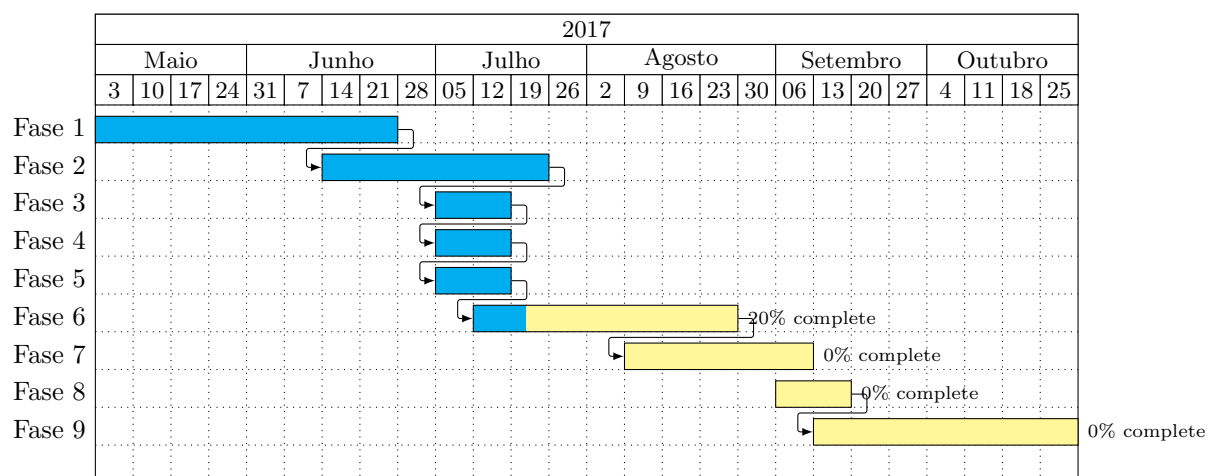 2017
Maio Junho Julho Agosto Setembro Outubro
3 10 17 24 31 7 14 21 28 05 12 19 26 2 9 16 23 30 06 13 20 27 4 11 18 25
Fase 1
Fase 2
Fase 3
Fase 4
Fase 5
Fase 6 20% complete
Fase 7 0% complete
Fase 8 0% complete
Fase 9 0% complete